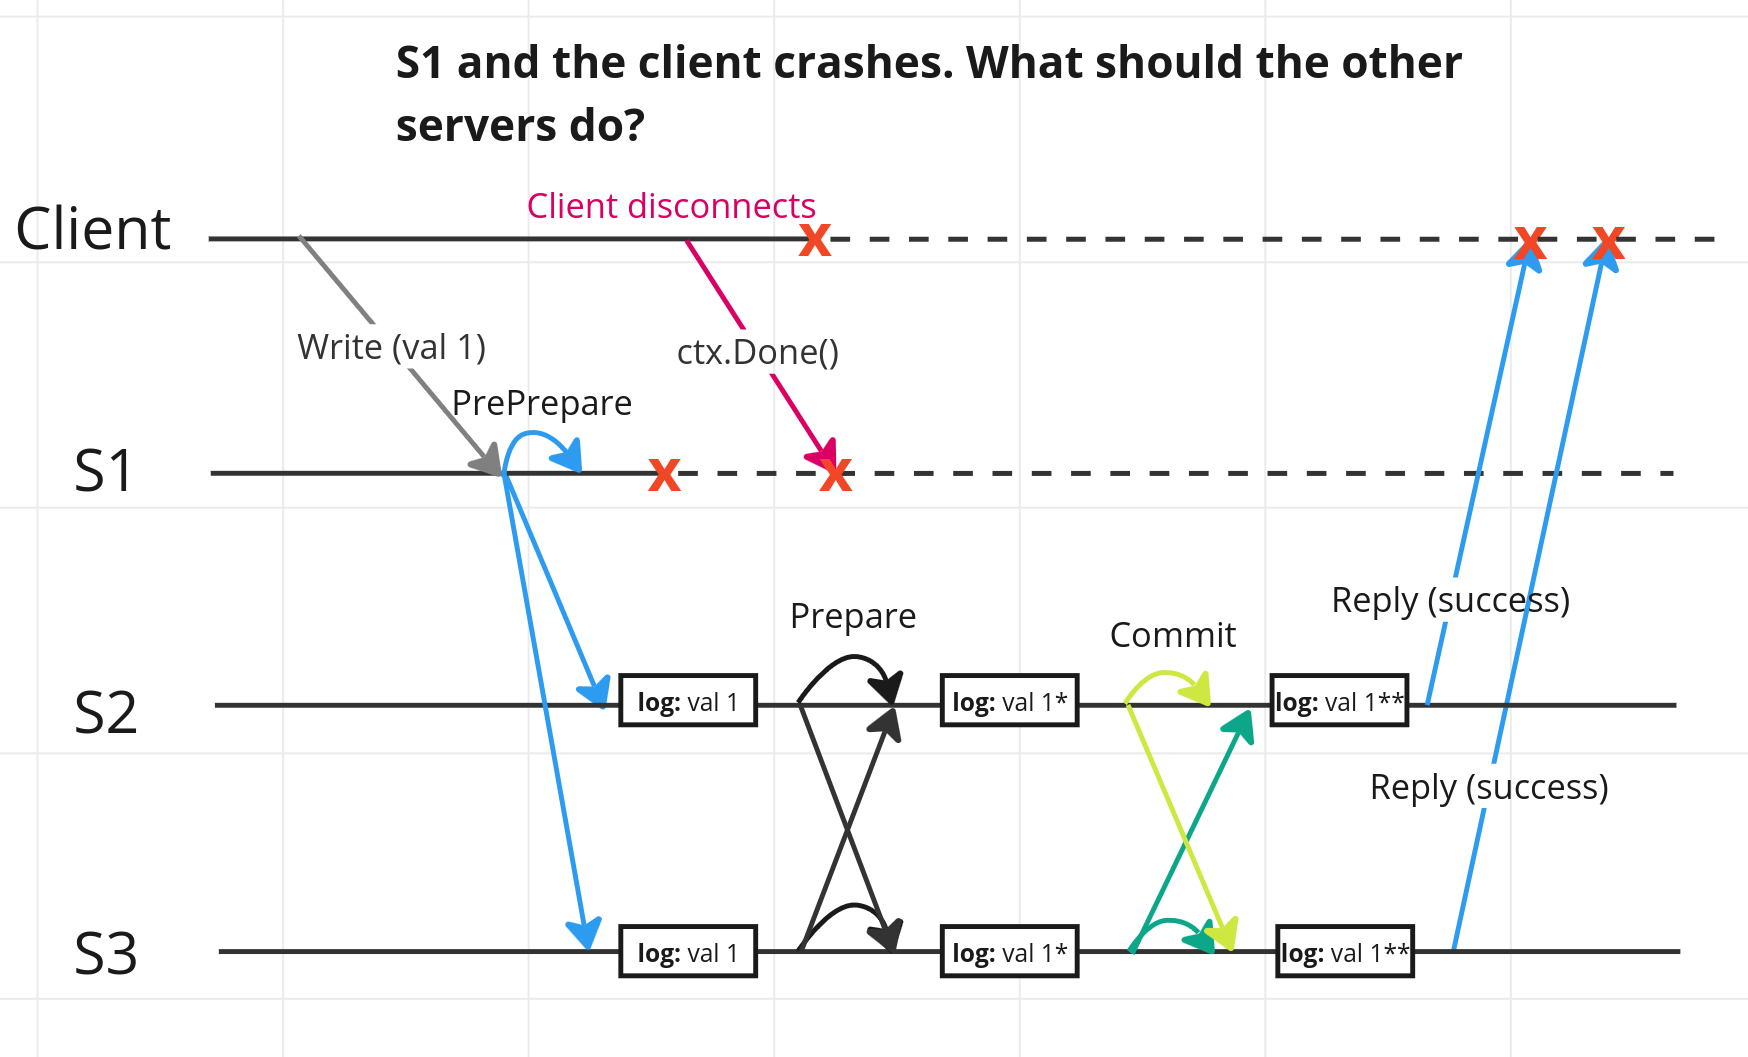 S1 and the client crashes. What should the other
servers do?
Client disconnects
Client
X
X
X
Write (val 1)
ctx.Done()
PrePrepare
S1
X
X
Reply (success)
Prepare
Commit
S2
log: val 1
log: val 1*
log: val 1**
Reply (success)
S3
log: val 1
log: val 1*
log: val 1**